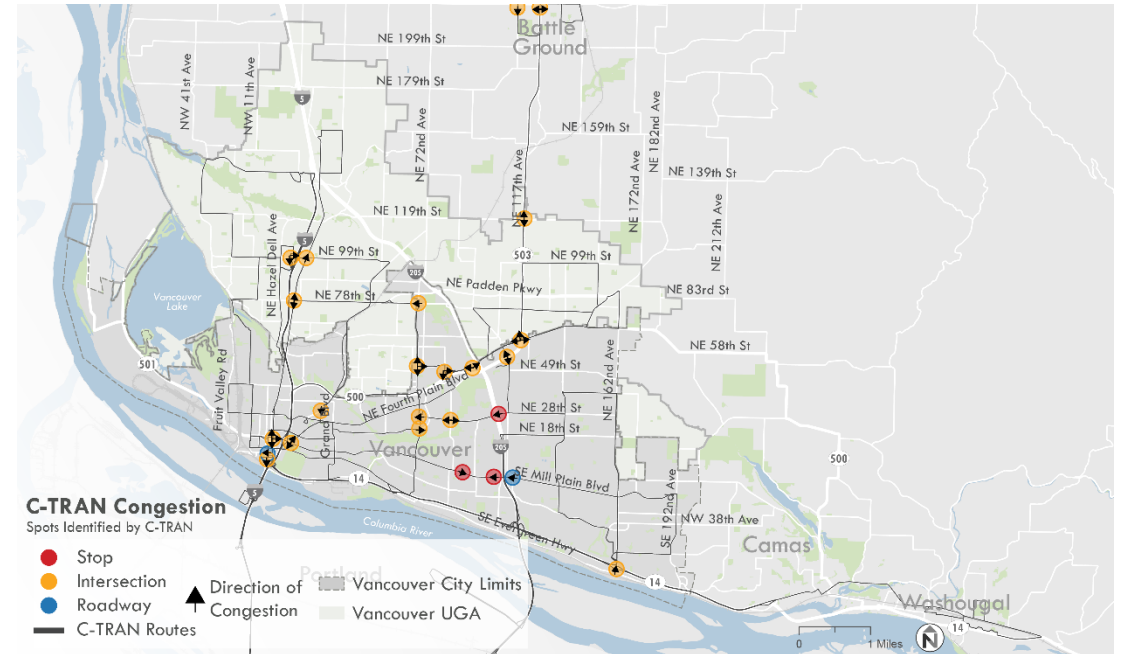 Battle
Ground
NE 199th St
NE 179th St
NW 41st Ave
NW 11th Ave
5
NE 72nd Ave
NE 159th St
NE 182nd Ave
NE 117th Ave
NE 172nd Ave
NE 139th St
NE 119th St
NE 212th Ave
NE Hazel Dell Ave
5
NE 99th St
503
NE 99th St
205
NE Padden Pkwy
NE 83rd St
Vancouver
Lake
NE 78th St
NE 58th St
501
Fruit Valley Rd
NE 49th St
NE 162nd Ave
500
NE Fourth Plain Blvd
Grand Blvd
NE 28th St
NE 18th St
Vancouver
205
500
14
SE Mill Plain Blvd
5
SE 192nd Ave
NW 38th Ave
Columbia River
SE Evergreen Hwy
Camas
14
Washougal
14
C-TRAN Congestion
Spots Identified by C-TRAN
Stop
Intersection
Roadway
C-TRAN Routes
Direction of
Congestion
Portland
Vancouver City Limits
Vancouver UGA
0
1 Miles
N